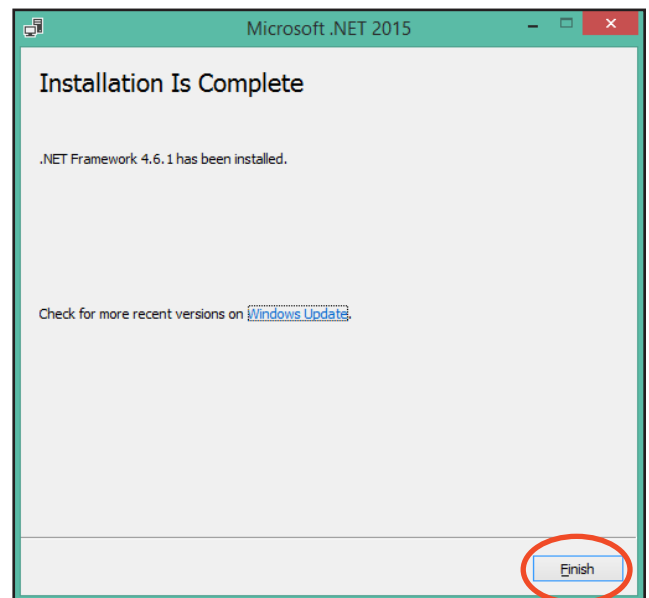 Microsoft .NET 2015
Installation Is Complete
.NET Framework 4.6.1 has been installed.
Check for more recent versions on Windows Update.
Finish